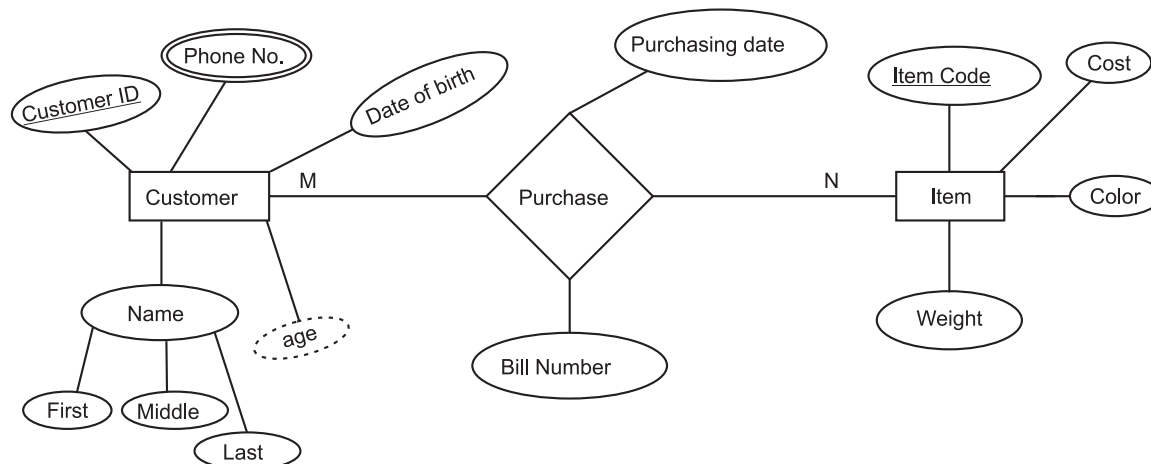 Phone No.
Purchasing date
Customer ID
Date of birth
Item Code
Cost
Customer
M
Purchase
N
Item
Color
Name
age
Bill Number
Weight
First
Middle
Last